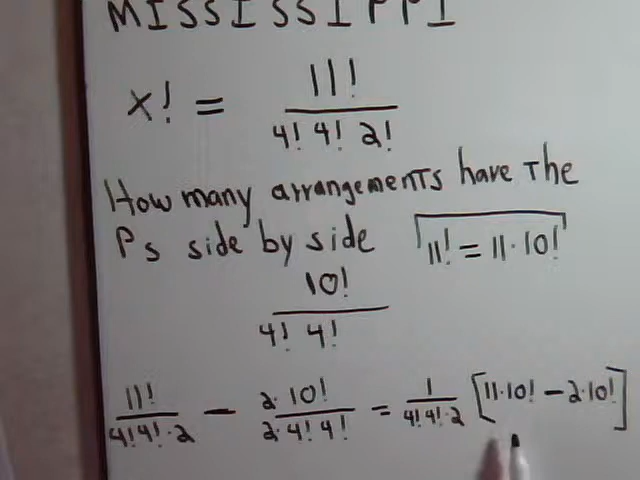 MISSISSIPPI
x! = 11! / 4! 4! 2!
How many arrangements have the
Ps side by side 11! = 11·10!
10! / 4! 4!
11! / 4!4!·2 − 2·10! / 2·4!4! = 1 / 4!4!·2 [11·10! − 2·10!]